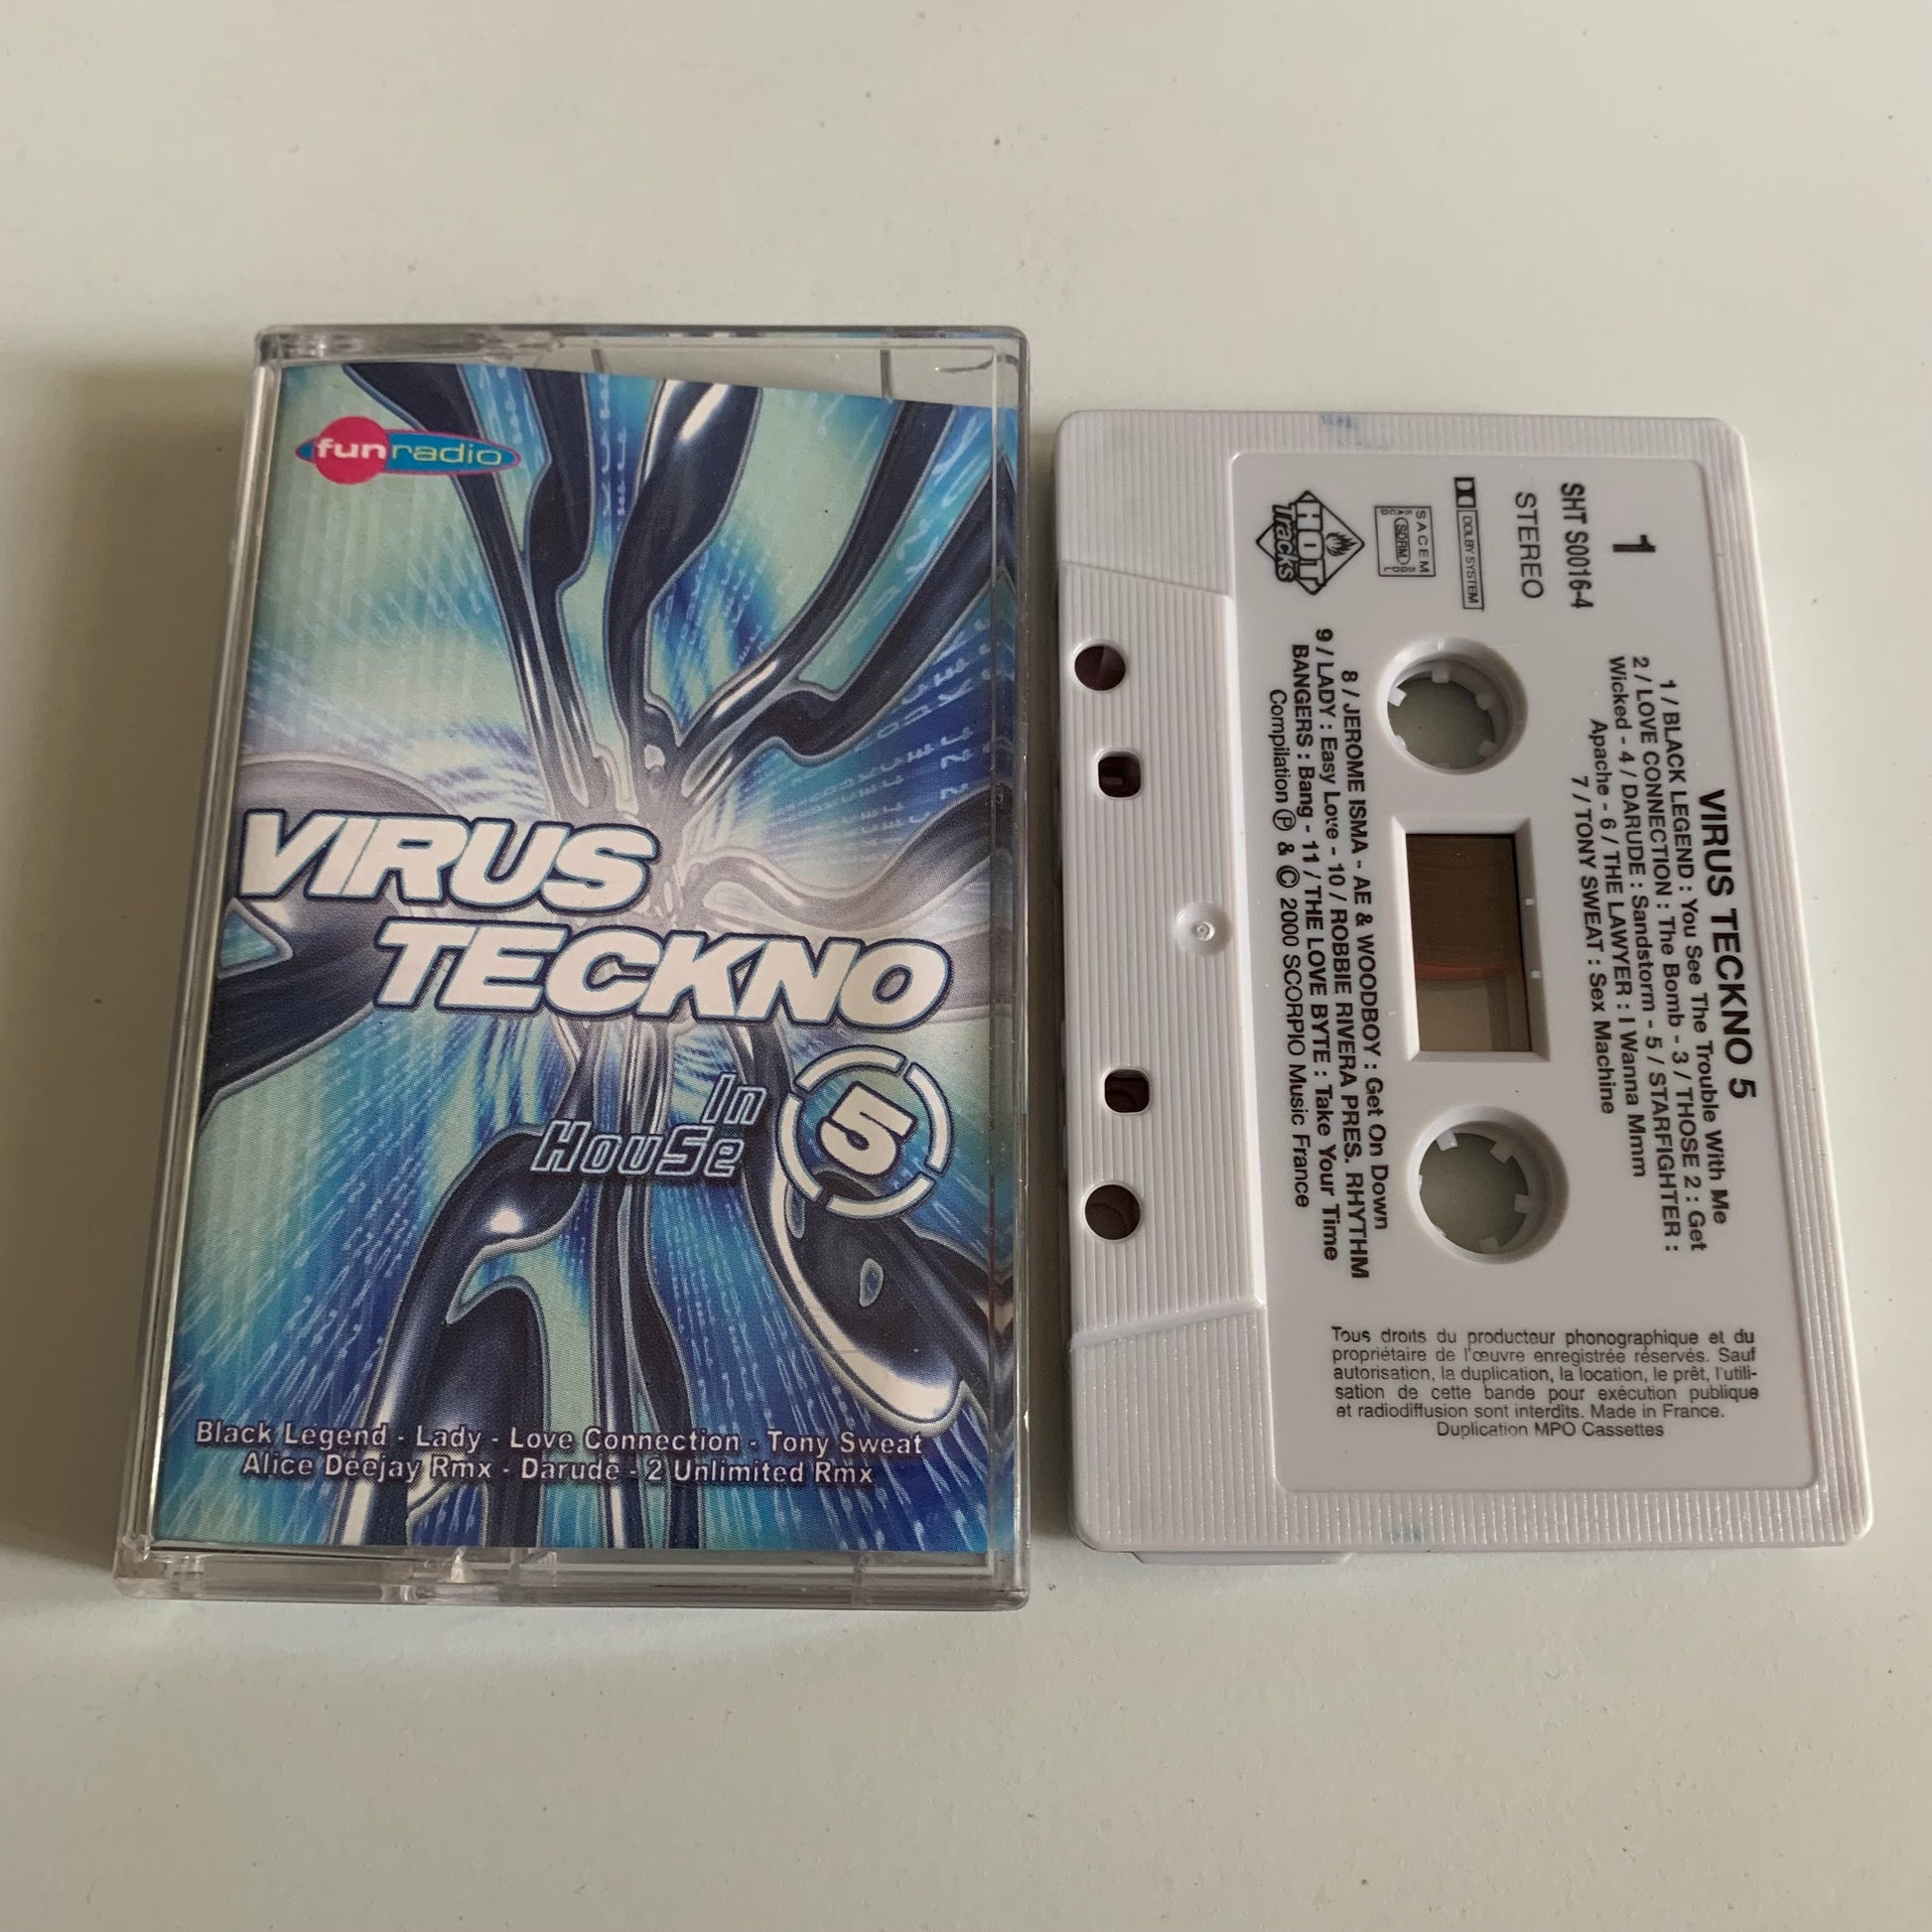 funradio
VIRUS
TECKNO
In
HouSe
5
Black Legend - Lady - Love Connection - Tony Sweat
Alice Deejay Rmx - Darude - 2 Unlimited Rmx
VIRUS TECKNO 5
1 / BLACK LEGEND : You See The Trouble With Me
2 / LOVE CONNECTION : The Bomb - 3 / THOSE 2 : Get
Wicked - 4 / DARUDE : Sandstorm - 5 / STARFIGHTER :
Apache - 6 / THE LAWYER : I Wanna Mmm
7 / TONY SWEAT : Sex Machine
1
SHT S0016-4
STEREO
DOLBY SYSTEM
SACEM
SDRM
HOT
Tracks
8 / JEROME ISMA - AE & WOODBOY : Get On Down
9 / LADY : Easy Love - 10 / ROBBIE RIVERA PRES. RHYTHM
BANGERS : Bang - 11 / THE LOVE BYTE : Take Your Time
Compilation Ⓟ & © 2000 SCORPIO Music France
Tous droits du producteur phonographique et du
propriétaire de l'œuvre enregistrée réservés. Sauf
autorisation, la duplication, la location, le prêt, l'utili-
sation de cette bande pour exécution publique
et radiodiffusion sont interdits. Made in France.
Duplication MPO Cassettes